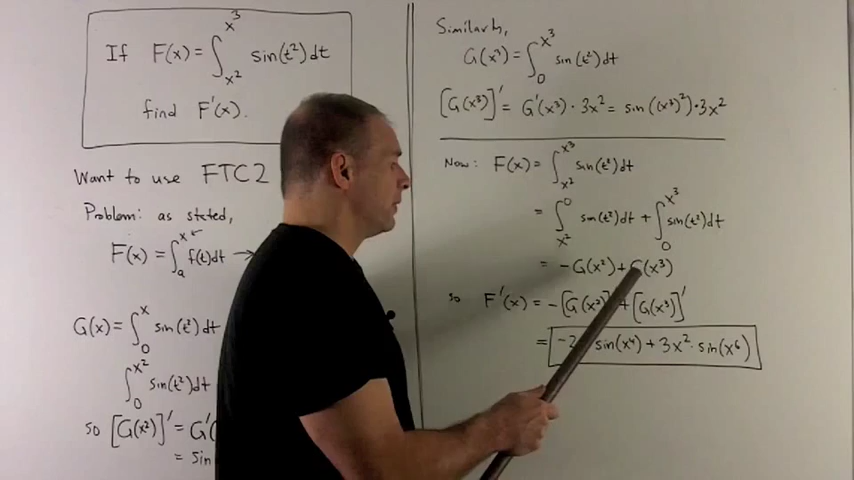 If F(x) = ∫_{x²}^{x³} sin(t²) dt
find F'(x).
Want to use FTC2
Problem: as stated,
F(x) = ∫_a^x f(t) dt →
G(x) = ∫_0^x sin(t²) dt
∫_0^{x²} sin(t²) dt
so [G(x²)]' = G'(
= sin
Similarly,
G(x³) = ∫_0^{x³} sin(t²) dt
[G(x³)]' = G'(x³) · 3x² = sin((x³)²) · 3x²
Now: F(x) = ∫_{x²}^{x³} sin(t²) dt
= ∫_{x²}^0 sin(t²) dt + ∫_0^{x³} sin(t²) dt
= -G(x²) + G(x³)
so F'(x) = -[G(x²)]' + [G(x³)]'
= -2 sin(x⁴) + 3x² · sin(x⁶)